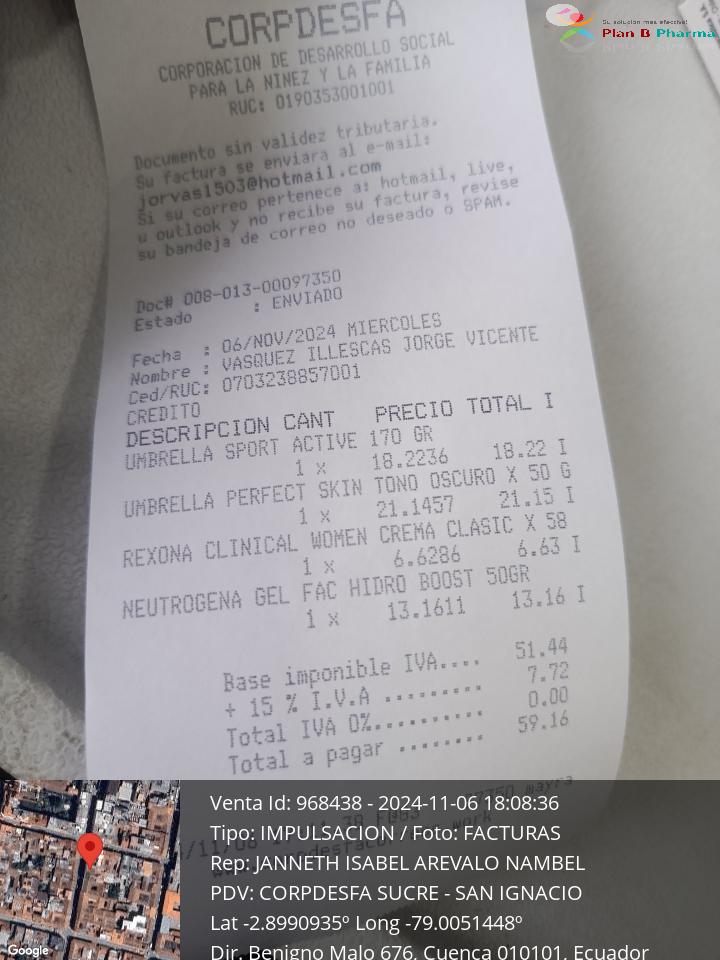 Su solución más efectiva!
Plan B Pharma
CORPDESFA
CORPORACION DE DESARROLLO SOCIAL
PARA LA NINEZ Y LA FAMILIA
RUC: 0190353001001
Documento sin validez tributaria.
Su factura se enviara al e-mail:
jorvas1503@hotmail.com
Si su correo pertenece a: hotmail, live,
u outlook y no recibe su factura, revise
su bandeja de correo no deseado o SPAM.
Doc# 008-013-00097350
Estado : ENVIADO
Fecha : 06/NOV/2024 MIERCOLES
Nombre : VASQUEZ ILLESCAS JORGE VICENTE
Ced/RUC: 0703238857001
CREDITO
DESCRIPCION CANT PRECIO TOTAL I
UMBRELLA SPORT ACTIVE 170 GR
1 x 18.2236 18.22 I
UMBRELLA PERFECT SKIN TONO OSCURO X 50 G
1 x 21.1457 21.15 I
REXONA CLINICAL WOMEN CREMA CLASIC X 58
1 x 6.6286 6.63 I
NEUTROGENA GEL FAC HIDRO BOOST 50GR
1 x 13.1611 13.16 I
Base imponible IVA.... 51.44
+ 15 % I.V.A ......... 7.72
Total IVA 0%.......... 0.00
Total a pagar ........ 59.16
Venta Id: 968438 - 2024-11-06 18:08:36
Tipo: IMPULSACION / Foto: FACTURAS
Rep: JANNETH ISABEL AREVALO NAMBEL
PDV: CORPDESFA SUCRE - SAN IGNACIO
Lat -2.8990935º Long -79.0051448º
Dir. Benigno Malo 676, Cuenca 010101, Ecuador
Google